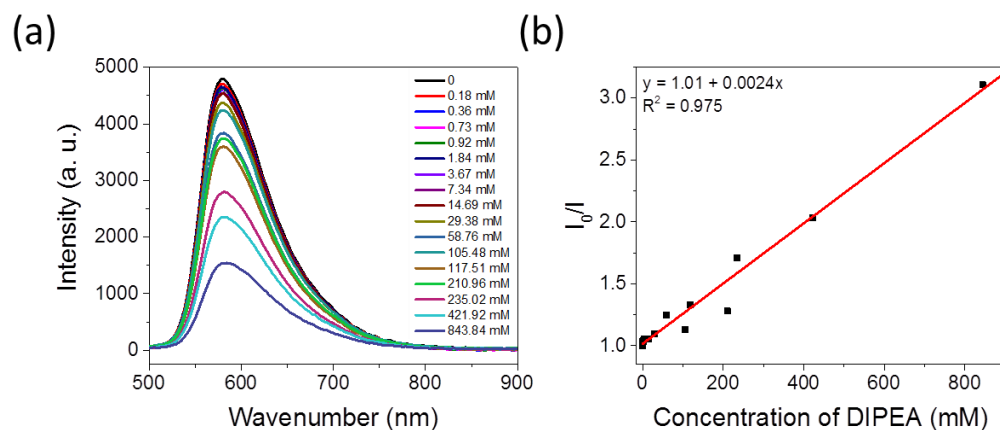 (a)
(b)
5000
4000
3000
2000
1000
0
Intensity (a. u.)
0
0.18 mM
0.36 mM
0.73 mM
0.92 mM
1.84 mM
3.67 mM
7.34 mM
14.69 mM
29.38 mM
58.76 mM
105.48 mM
117.51 mM
210.96 mM
235.02 mM
421.92 mM
843.84 mM
500 600 700 800 900
Wavenumber (nm)
y = 1.01 + 0.0024x
R² = 0.975
3.0
2.5
2.0
1.5
1.0
I₀/I
0 200 400 600 800
Concentration of DIPEA (mM)